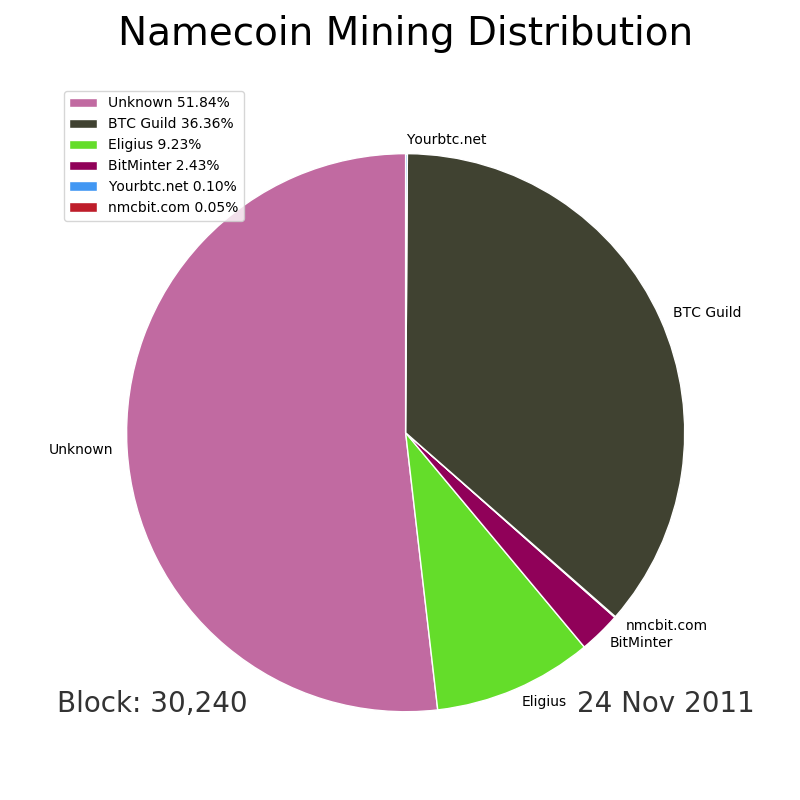 Namecoin Mining Distribution
Unknown 51.84%
BTC Guild 36.36%
Eligius 9.23%
BitMinter 2.43%
Yourbtc.net 0.10%
nmcbit.com 0.05%
Yourbtc.net
BTC Guild
Unknown
nmcbit.com
BitMinter
Eligius
Block: 30,240
24 Nov 2011